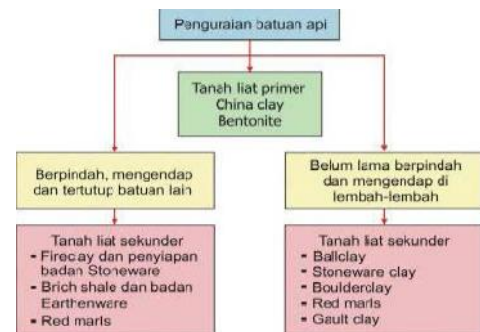 Penguraian batuan api
Tanah liat primer
China clay
Bentonite
Berpindah, mengendap
dan tertutup batuan lain
Belum lama berpindah
dan mengendap di
lembah-lembah
Tanah liat sekunder
- Fireclay dan penyiapan
badan Stoneware
- Brich shale dan badan
Earthenware
- Red marls
Tanah liat sekunder
- Ballclay
- Stoneware clay
- Boulderclay
- Red marls
- Gault clay